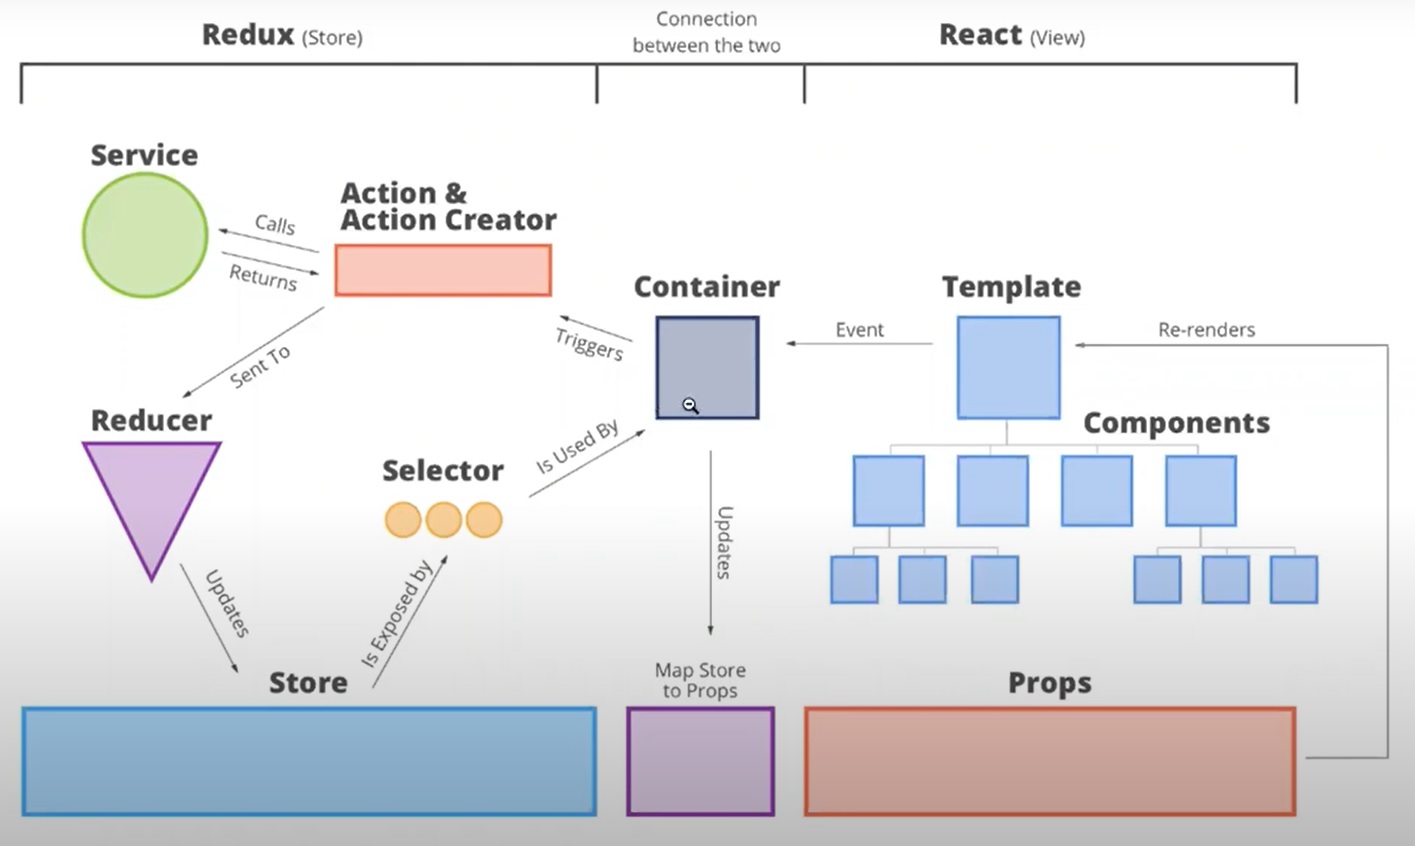 Redux (Store)
Connection
between the two
React (View)
Service
Action &
Action Creator
Calls
Returns
Container
Template
Triggers
Event
Re-renders
Sent To
Reducer
Components
Selector
Is Used By
Updates
Updates
Is Exposed by
Store
Map Store
to Props
Props